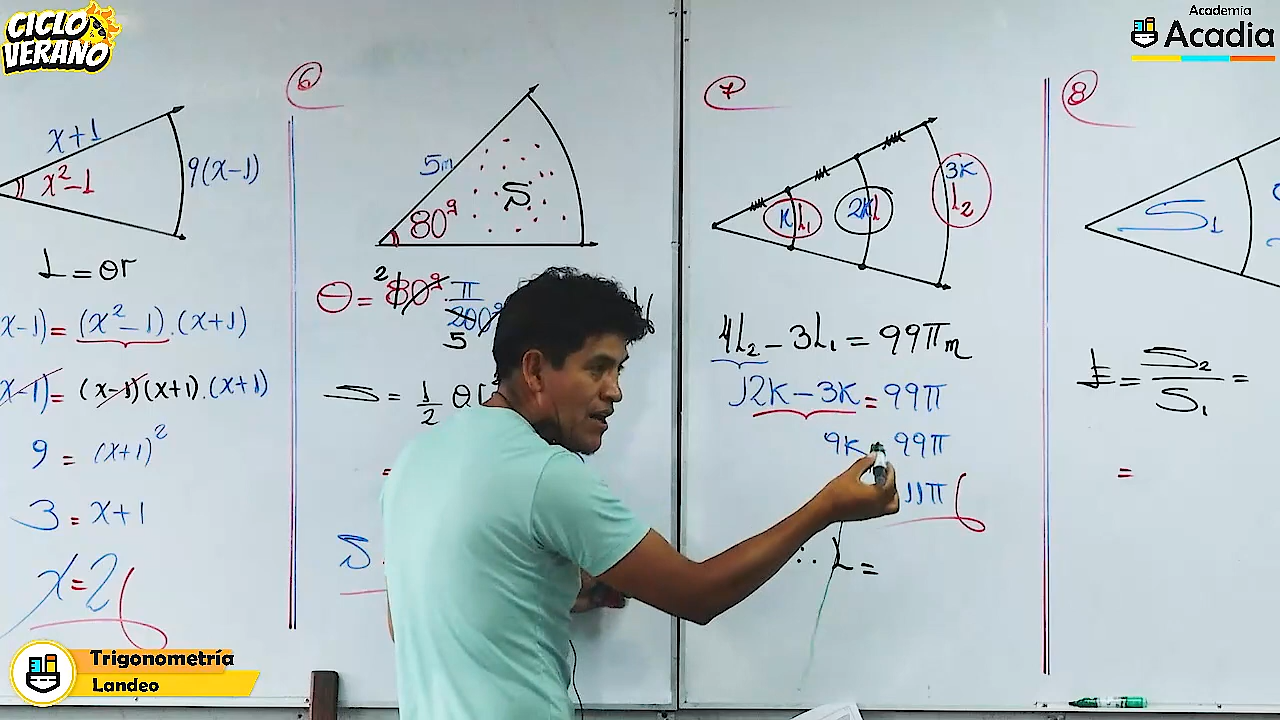 CICLO
VERANO
Academia
Acadia
x+1
x²-1
9(x-1)
L = θr
x-1) = (x²-1).(x+1)
x-1) = (x-1)(x+1).(x+1)
9 = (x+1)²
3 = x+1
x=2
6
5m
80g
S
θ = 80g . π
200g
2
5
S = 1/2 θr
S
7
K L₁
2K L
3K
L₂
4L₂ - 3L₁ = 99πm
12K - 3K = 99π
9K 99π
11π
∴ L =
8
S₁
E = S₂/S₁ =
=
Trigonometría
Landeo